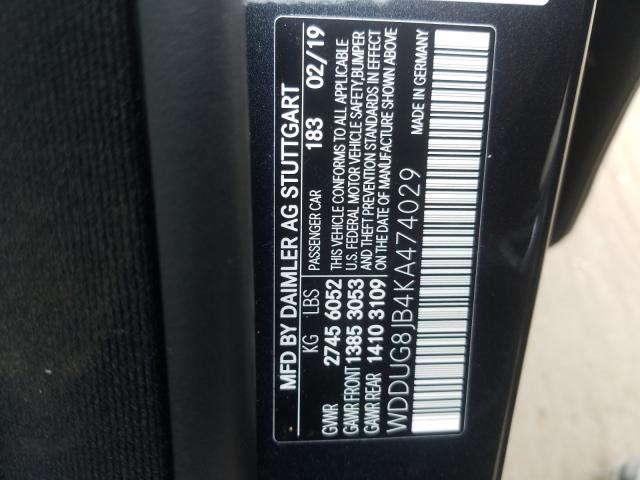 MFD BY DAIMLER AG STUTTGART
KG LBS PASSENGER CAR 183 02/19
GVWR 2745 6052 THIS VEHICLE CONFORMS TO ALL APPLICABLE
GAWR FRONT 1385 3053 U.S. FEDERAL MOTOR VEHICLE SAFETY, BUMPER
GAWR REAR 1410 3109 AND THEFT PREVENTION STANDARDS IN EFFECT
ON THE DATE OF MANUFACTURE SHOWN ABOVE
WDDUG8JB4KA474029 MADE IN GERMANY